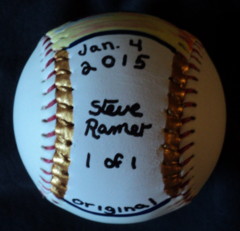 Jan. 4
2015
Steve
Ramer
1 of 1
original